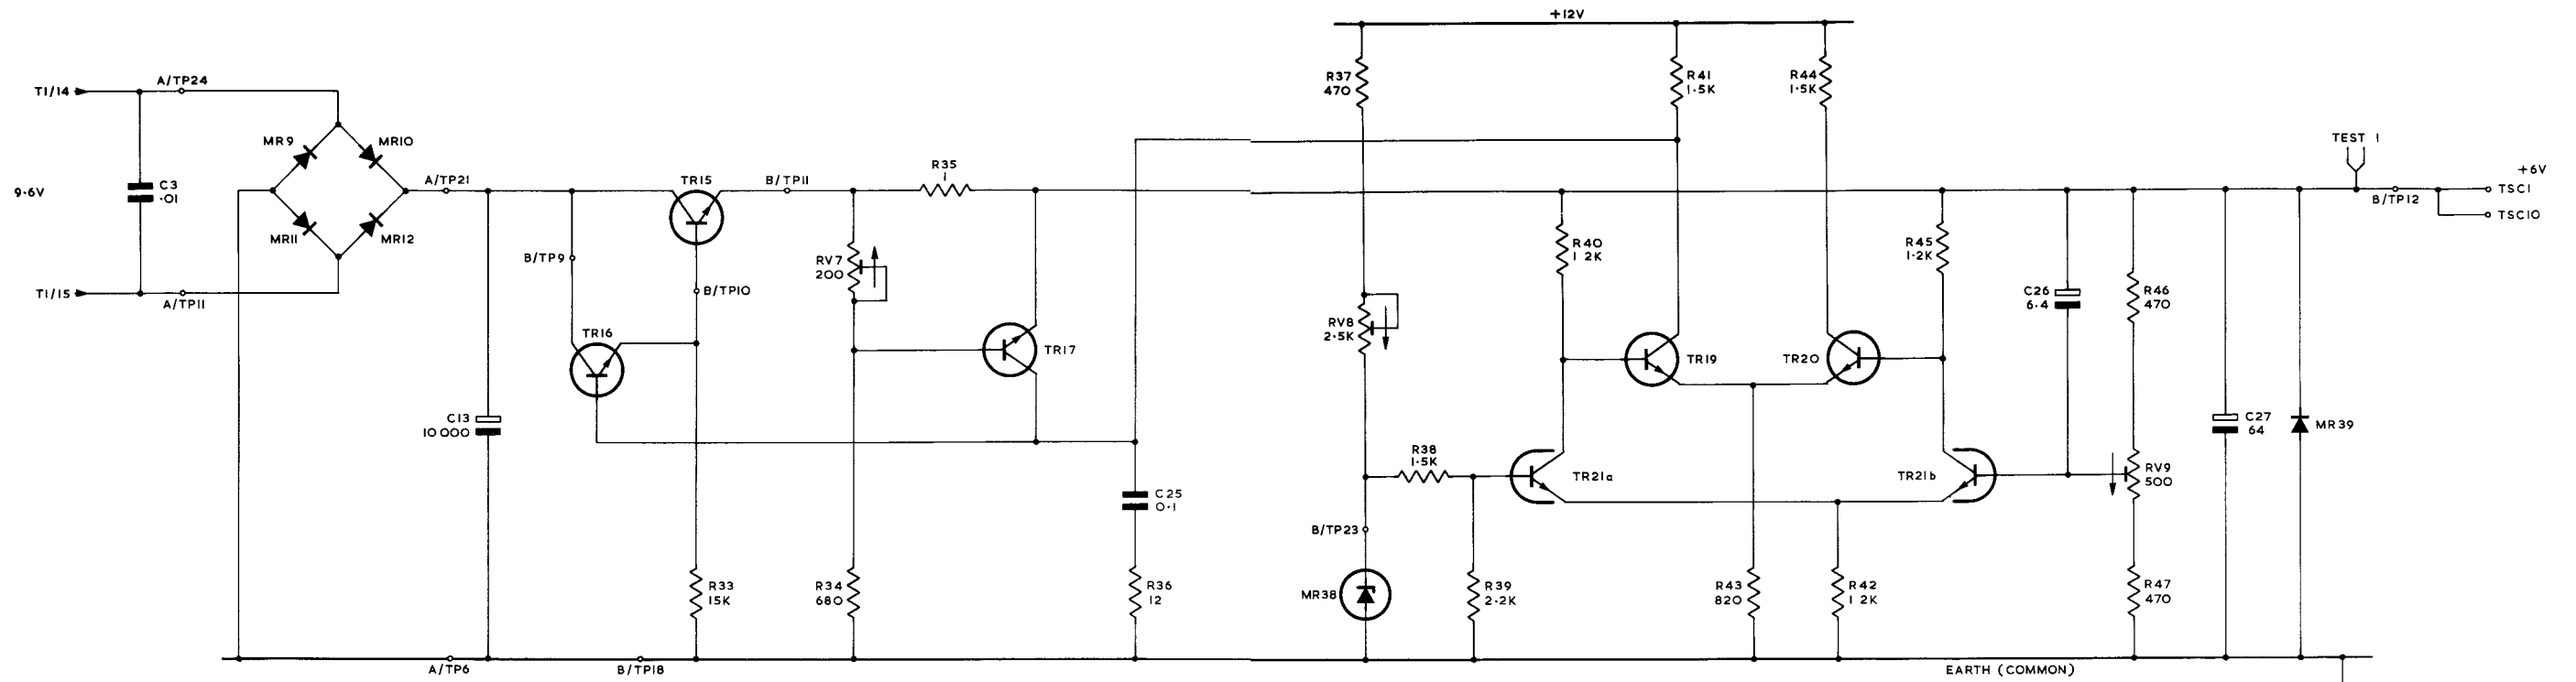 +12V
T1/14
A/TP24
MR9
MR10
9·6V
C3
·01
MR11
MR12
T1/15
A/TP11
A/TP21
TR15
B/TP11
R35
1
B/TP9
B/TP10
RV7
200
TR16
TR17
C13
10 000
R33
15K
R34
680
C25
0·1
R36
12
A/TP6
B/TP18
R37
470
R41
1·5K
R44
1·5K
RV8
2·5K
R40
1 2K
R45
1·2K
TR19
TR20
R38
1·5K
TR21a
TR21b
B/TP23
MR38
R39
2·2K
R43
820
R42
1 2K
C26
6·4
R46
470
RV9
500
R47
470
C27
64
MR39
TEST 1
+6V
TSC1
B/TP12
TSC10
EARTH (COMMON)